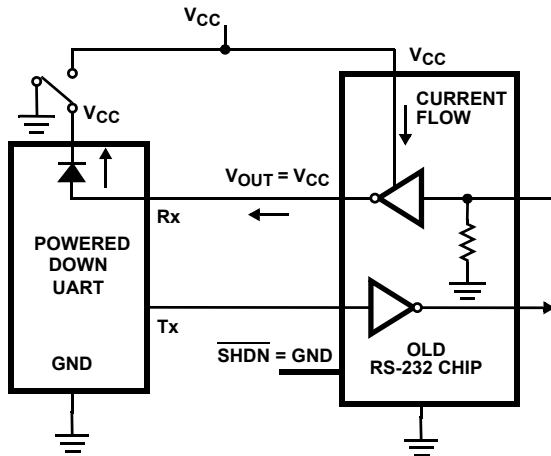 VCC
VCC
VCC
CURRENT
FLOW
VOUT = VCC
Rx
POWERED
DOWN
UART
Tx
SHDN = GND
GND
OLD
RS-232 CHIP